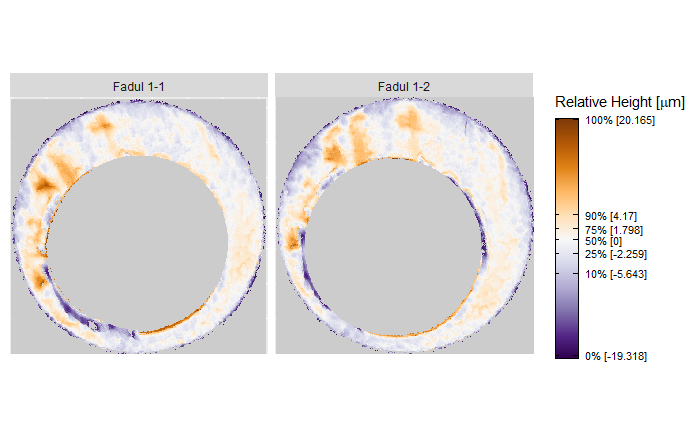 Fadul 1-1
Fadul 1-2
Relative Height [μm]
100% [20.165]
90% [4.17]
75% [1.798]
50% [0]
25% [-2.259]
10% [-5.643]
0% [-19.318]